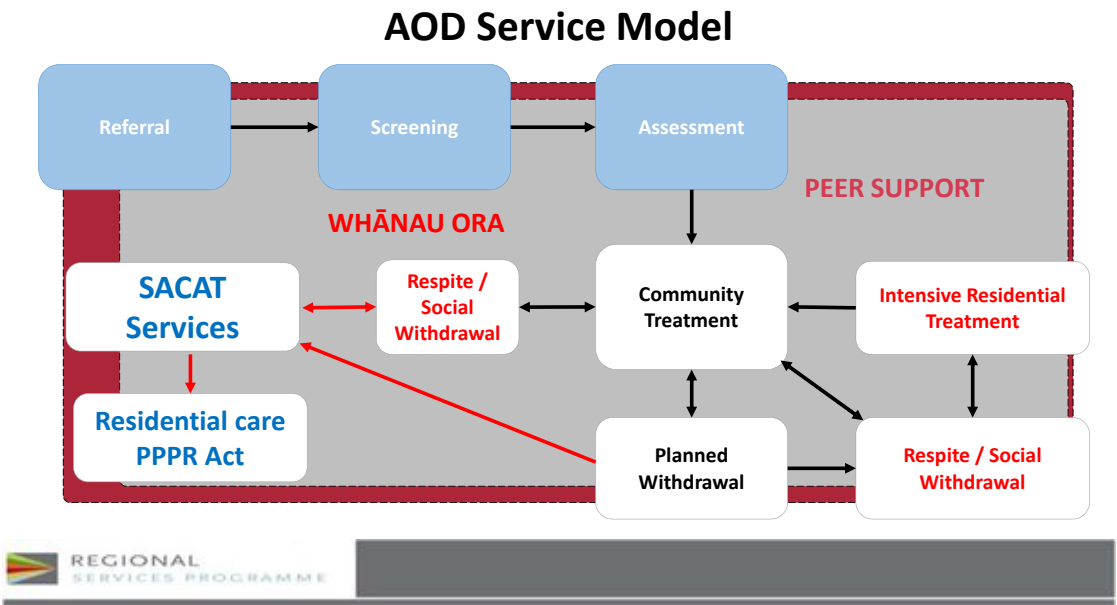 AOD Service Model
Referral
Screening
Assessment
PEER SUPPORT
WHĀNAU ORA
SACAT
Services
Respite /
Social
Withdrawal
Community
Treatment
Intensive Residential
Treatment
Residential care
PPPR Act
Planned
Withdrawal
Respite / Social
Withdrawal
REGIONAL
SERVICES PROGRAMME